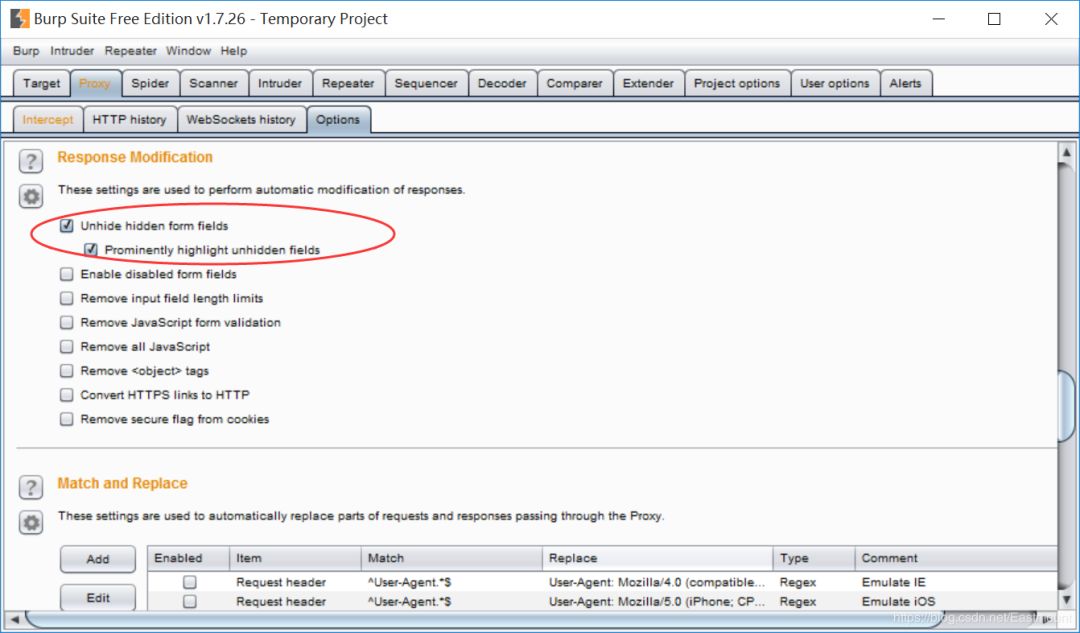 Burp Suite Free Edition v1.7.26 - Temporary Project
Burp Intruder Repeater Window Help
Target Proxy Spider Scanner Intruder Repeater Sequencer Decoder Comparer Extender Project options User options Alerts
Intercept HTTP history WebSockets history Options
? Response Modification
These settings are used to perform automatic modification of responses.
Unhide hidden form fields
Prominently highlight unhidden fields
Enable disabled form fields
Remove input field length limits
Remove JavaScript form validation
Remove all JavaScript
Remove <object> tags
Convert HTTPS links to HTTP
Remove secure flag from cookies
? Match and Replace
These settings are used to automatically replace parts of requests and responses passing through the Proxy.
Add Enabled Item Match Replace Type Comment
Request header ^User-Agent.*$ User-Agent: Mozilla/4.0 (compatible... Regex Emulate IE
Edit Request header ^User-Agent.*$ User-Agent: Mozilla/5.0 (iPhone; CP... Regex Emulate iOS